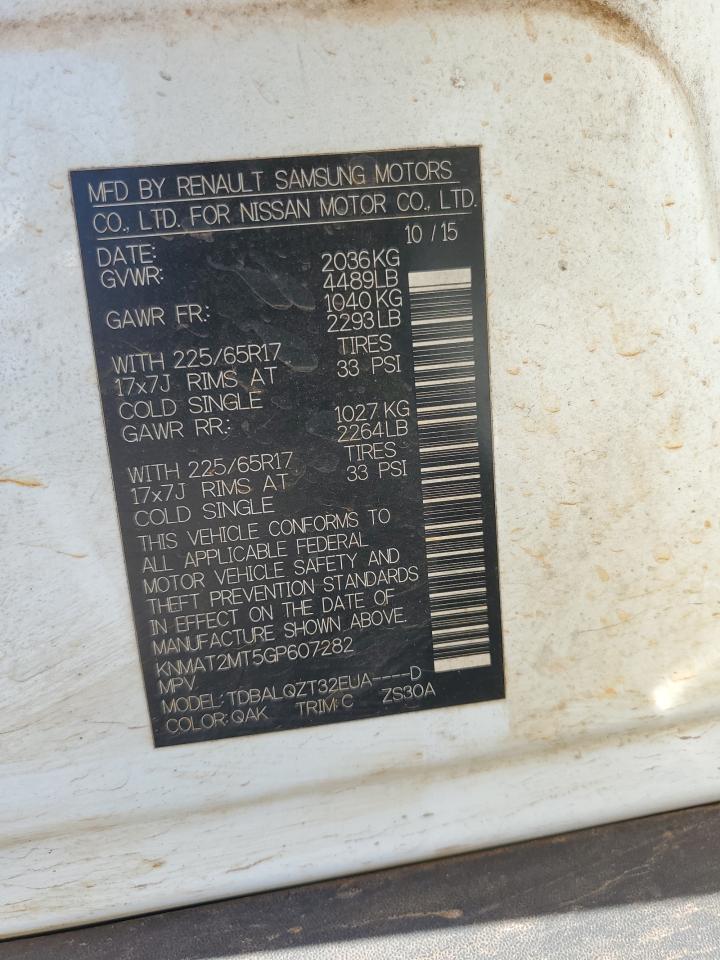 MFD BY RENAULT SAMSUNG MOTORS
CO., LTD. FOR NISSAN MOTOR CO., LTD.
DATE: 10 / 15
GVWR: 2036KG
4489LB
GAWR FR: 1040 KG
2293LB
WITH 225/65R17 TIRES
17x7J RIMS AT 33 PSI
COLD SINGLE
GAWR RR: 1027 KG
2264LB
WITH 225/65R17 TIRES
17x7J RIMS AT 33 PSI
COLD SINGLE
THIS VEHICLE CONFORMS TO
ALL APPLICABLE FEDERAL
MOTOR VEHICLE SAFETY AND
THEFT PREVENTION STANDARDS
IN EFFECT ON THE DATE OF
MANUFACTURE SHOWN ABOVE.
KNMAT2MT5GP607282
MPV
MODEL: TDBALQZT32EUA----D
COLOR: QAK TRIM: C ZS30A